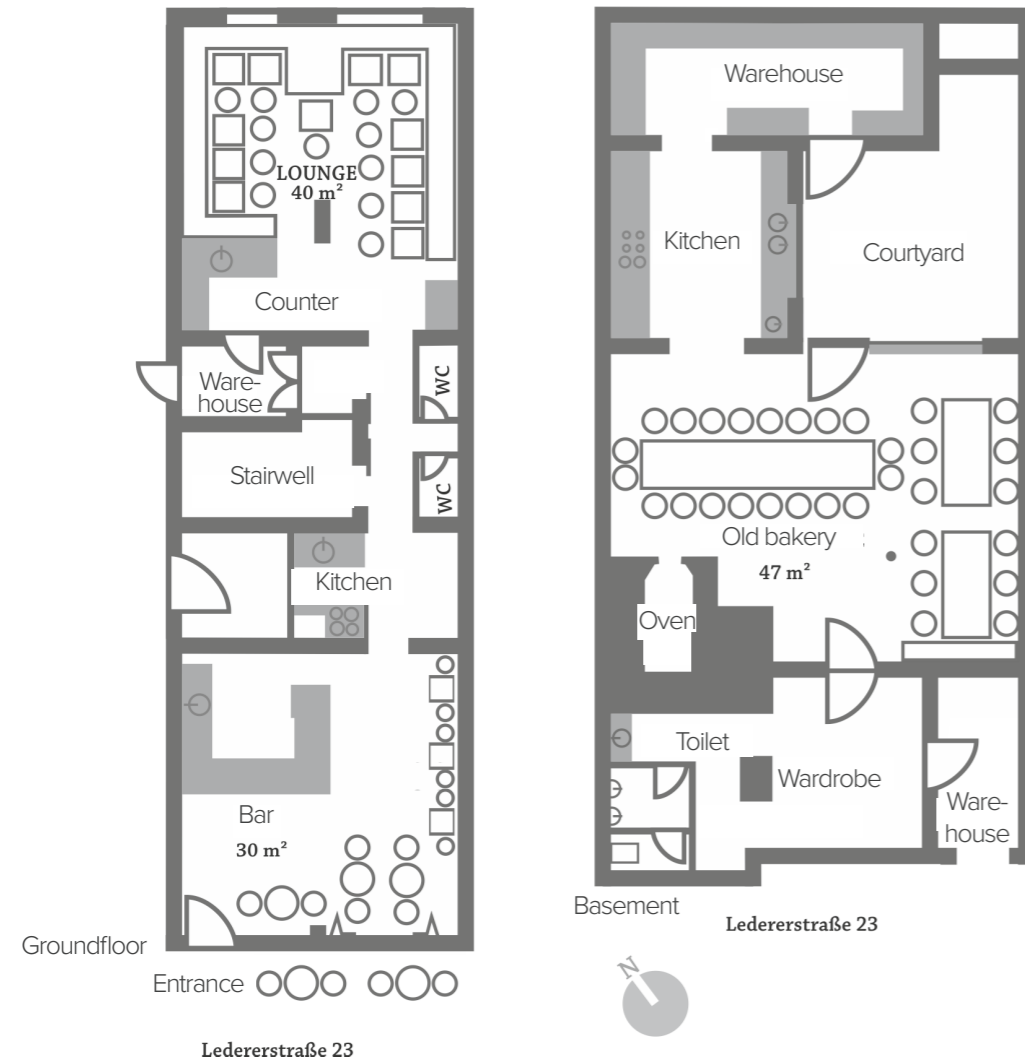 LOUNGE
40 m²
Counter
Ware-
house
WC
Stairwell
WC
Kitchen
Bar
30 m²
Groundfloor
Entrance
Ledererstraße 23
Warehouse
Kitchen
Courtyard
Old bakery
47 m²
Oven
Toilet
Wardrobe
Ware-
house
Basement
Ledererstraße 23
N